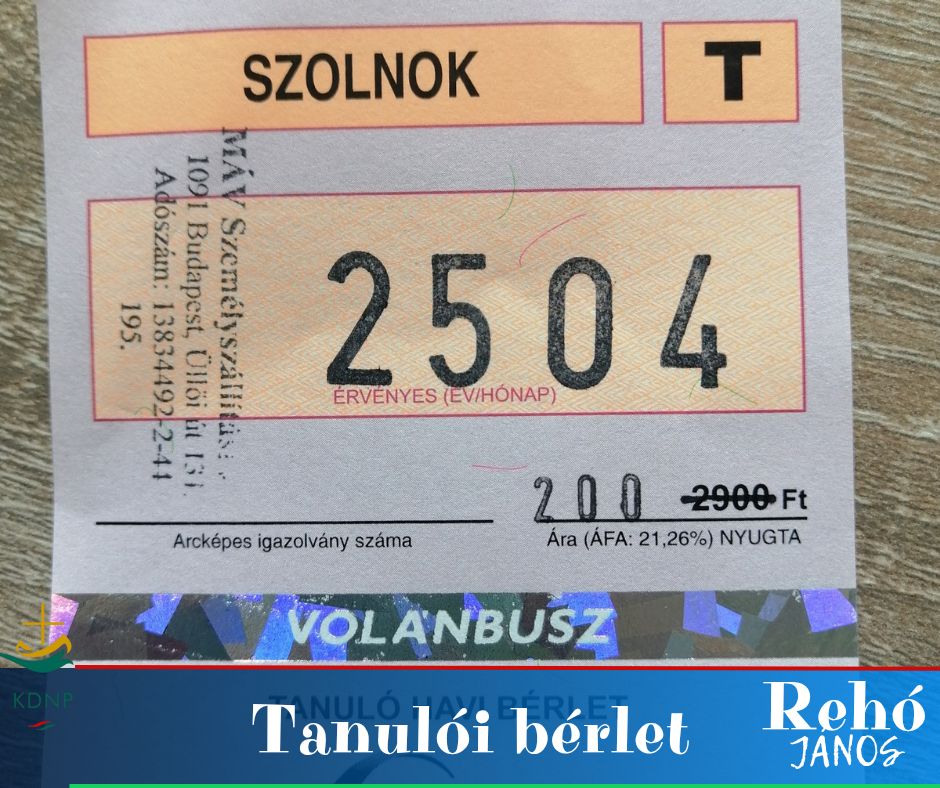 SZOLNOK
T
MÁV Személyszállítási
1091 Budapest, Üllői út 131.
Adószám: 13834492-2-44
195.
2504
ÉRVÉNYES (ÉV/HÓNAP)
200 2900 Ft
Arcképes igazolvány száma
Ára (ÁFA: 21,26%) NYUGTA
VOLÁNBUSZ
TANULÓ HAVI BÉRLET
KDNP
Tanulói bérlet
Rehó
JÁNOS